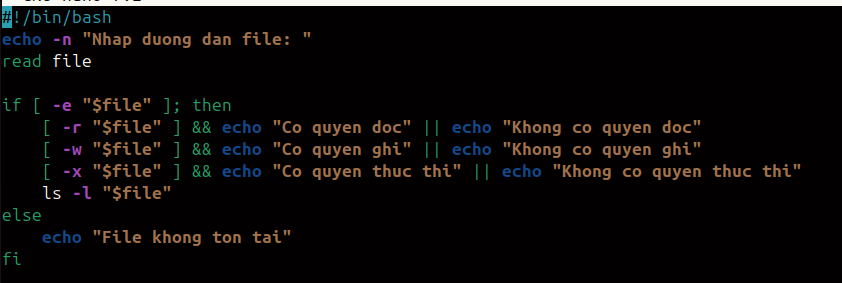 #!/bin/bash
echo -n "Nhap duong dan file: "
read file

if [ -e "$file" ]; then
    [ -r "$file" ] && echo "Co quyen doc" || echo "Khong co quyen doc"
    [ -w "$file" ] && echo "Co quyen ghi" || echo "Khong co quyen ghi"
    [ -x "$file" ] && echo "Co quyen thuc thi" || echo "Khong co quyen thuc thi"
    ls -l "$file"
else
    echo "File khong ton tai"
fi